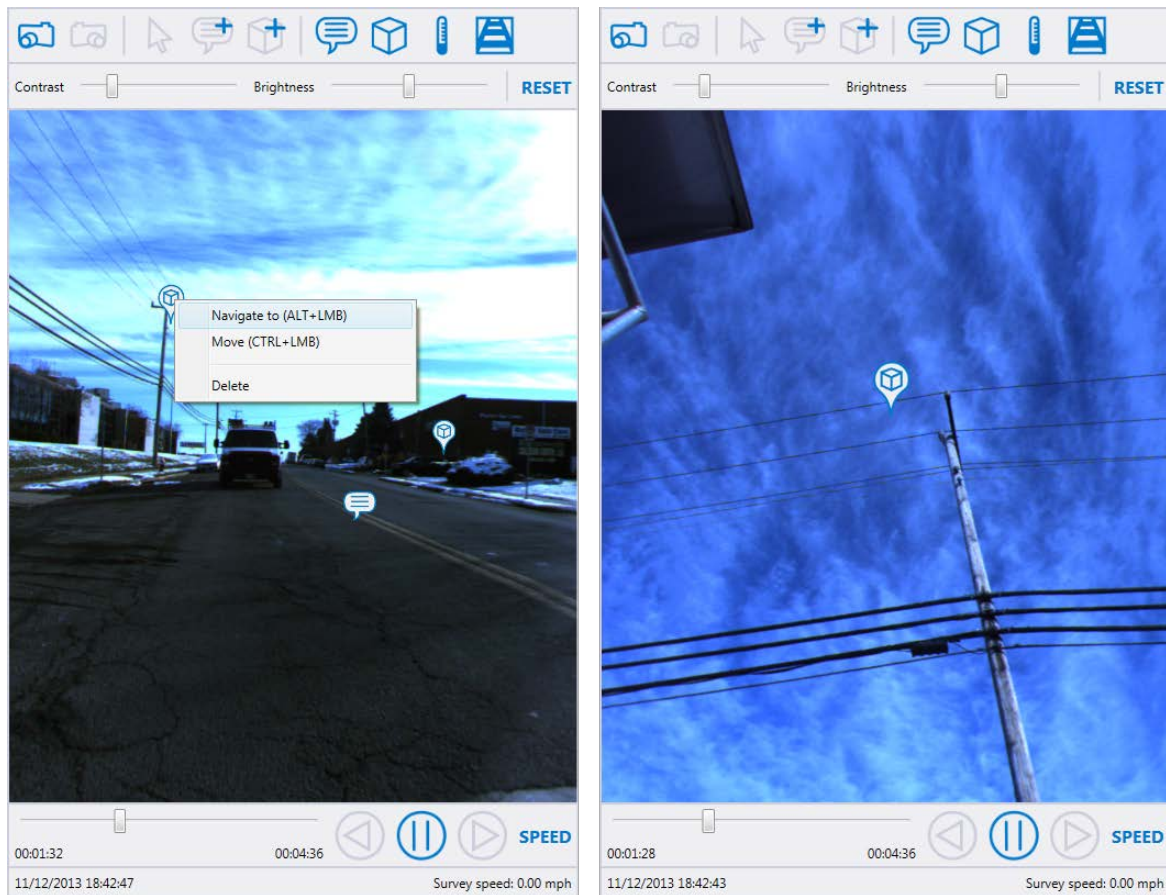 Contrast
Brightness
RESET
Navigate to (ALT+LMB)
Move (CTRL+LMB)
Delete
00:01:32
00:04:36
SPEED
11/12/2013 18:42:47
Survey speed: 0.00 mph
Contrast
Brightness
RESET
00:01:28
00:04:36
SPEED
11/12/2013 18:42:43
Survey speed: 0.00 mph